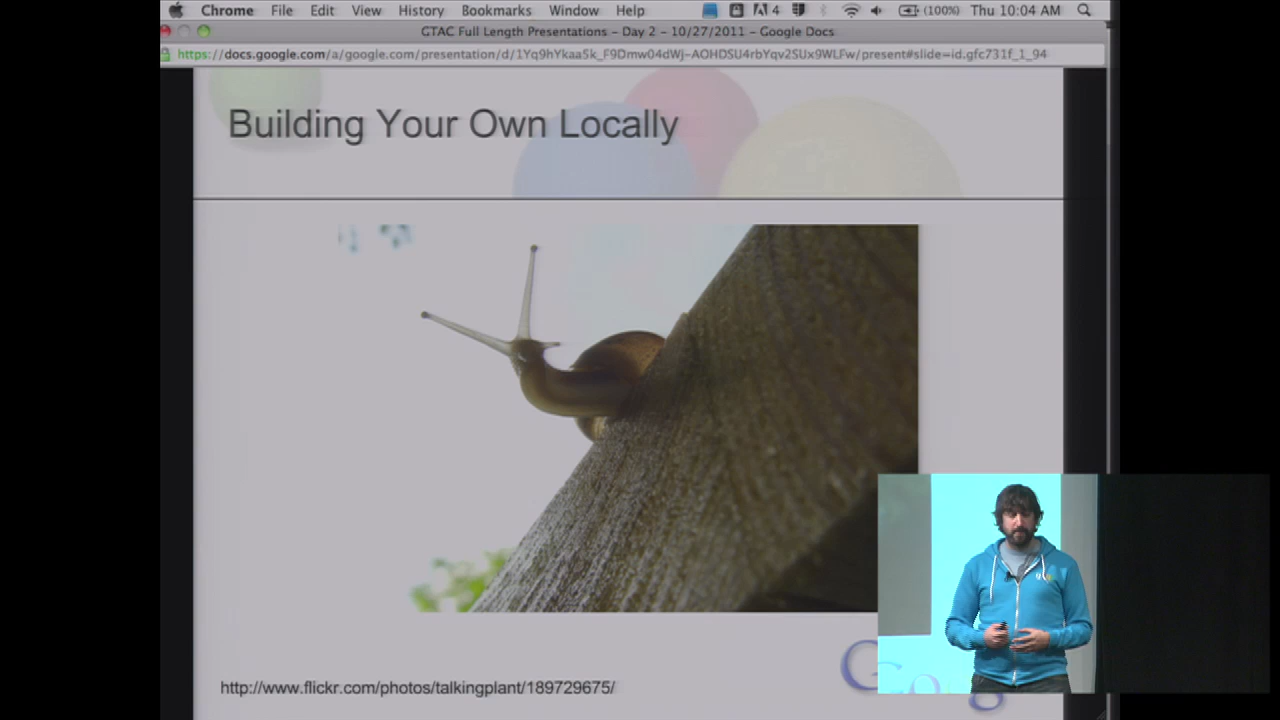 Chrome File Edit View History Bookmarks Window Help 4 (100%) Thu 10:04 AM
GTAC Full Length Presentations - Day 2 - 10/27/2011 - Google Docs
https://docs.google.com/a/google.com/presentation/d/1Yq9hYkaa5k_F9Dmw04dWj-AOHDSU4rbYqv2SUx9WLFw/present#slide=id.gfc731f_1_94
Building Your Own Locally
http://www.flickr.com/photos/talkingplant/189729675/
Goog